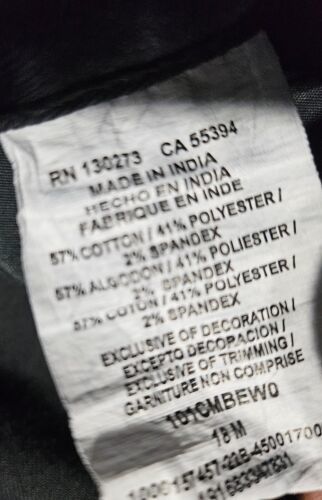 RN 130273 CA 55394
MADE IN INDIA
HECHO EN INDIA
FABRIQUE EN INDE
57% COTTON / 41% POLYESTER /
2% SPANDEX
57% ALGODON / 41% POLIESTER /
2% SPANDEX
57% COTON / 41% POLYESTER /
2% SPANDEX
EXCLUSIVE OF DECORATION /
EXCEPTO DECORACION /
EXCLUSIVE OF TRIMMING /
GARNITURE NON COMPRISE
101CMBEW0
18 M